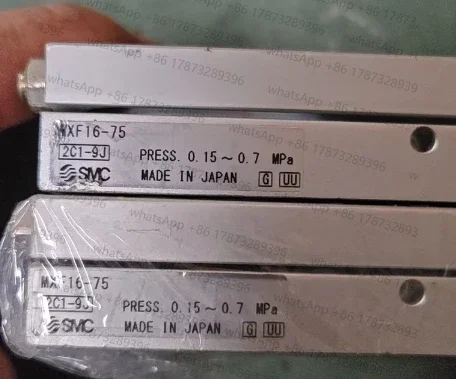 MXF16-75
2C1-9J PRESS. 0.15~0.7 MPa
SMC MADE IN JAPAN G UU
MXF16-75
2C1-9J PRESS. 0.15~0.7 MPa
SMC MADE IN JAPAN G UU
whatsApp +86 17873289396